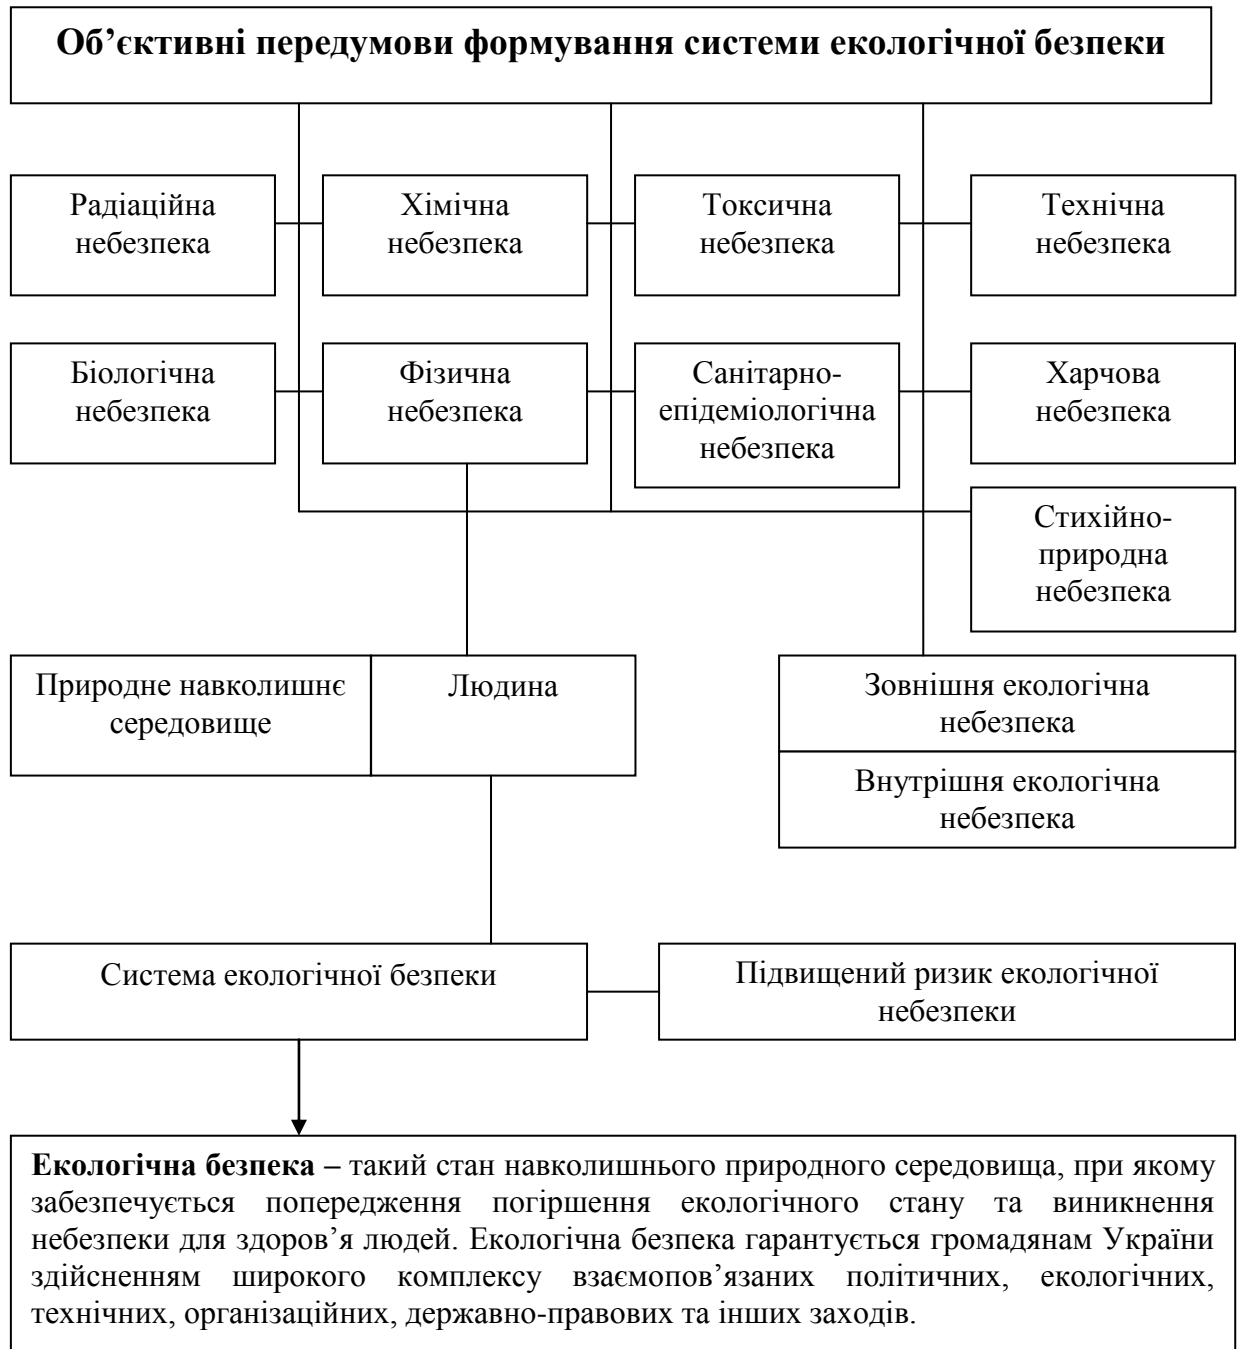 Об’єктивні передумови формування системи екологічної безпеки
Радіаційна
небезпека
Хімічна
небезпека
Токсична
небезпека
Технічна
небезпека
Біологічна
небезпека
Фізична
небезпека
Санітарно-
епідеміологічна
небезпека
Харчова
небезпека
Стихійно-
природна
небезпека
Природне навколишнє
середовище
Людина
Зовнішня екологічна
небезпека
Внутрішня екологічна
небезпека
Система екологічної безпеки
Підвищений ризик екологічної
небезпеки
Екологічна безпека – такий стан навколишнього природного середовища, при якому
забезпечується попередження погіршення екологічного стану та виникнення
небезпеки для здоров’я людей. Екологічна безпека гарантується громадянам України
здійсненням широкого комплексу взаємопов’язаних політичних, екологічних,
технічних, організаційних, державно-правових та інших заходів.